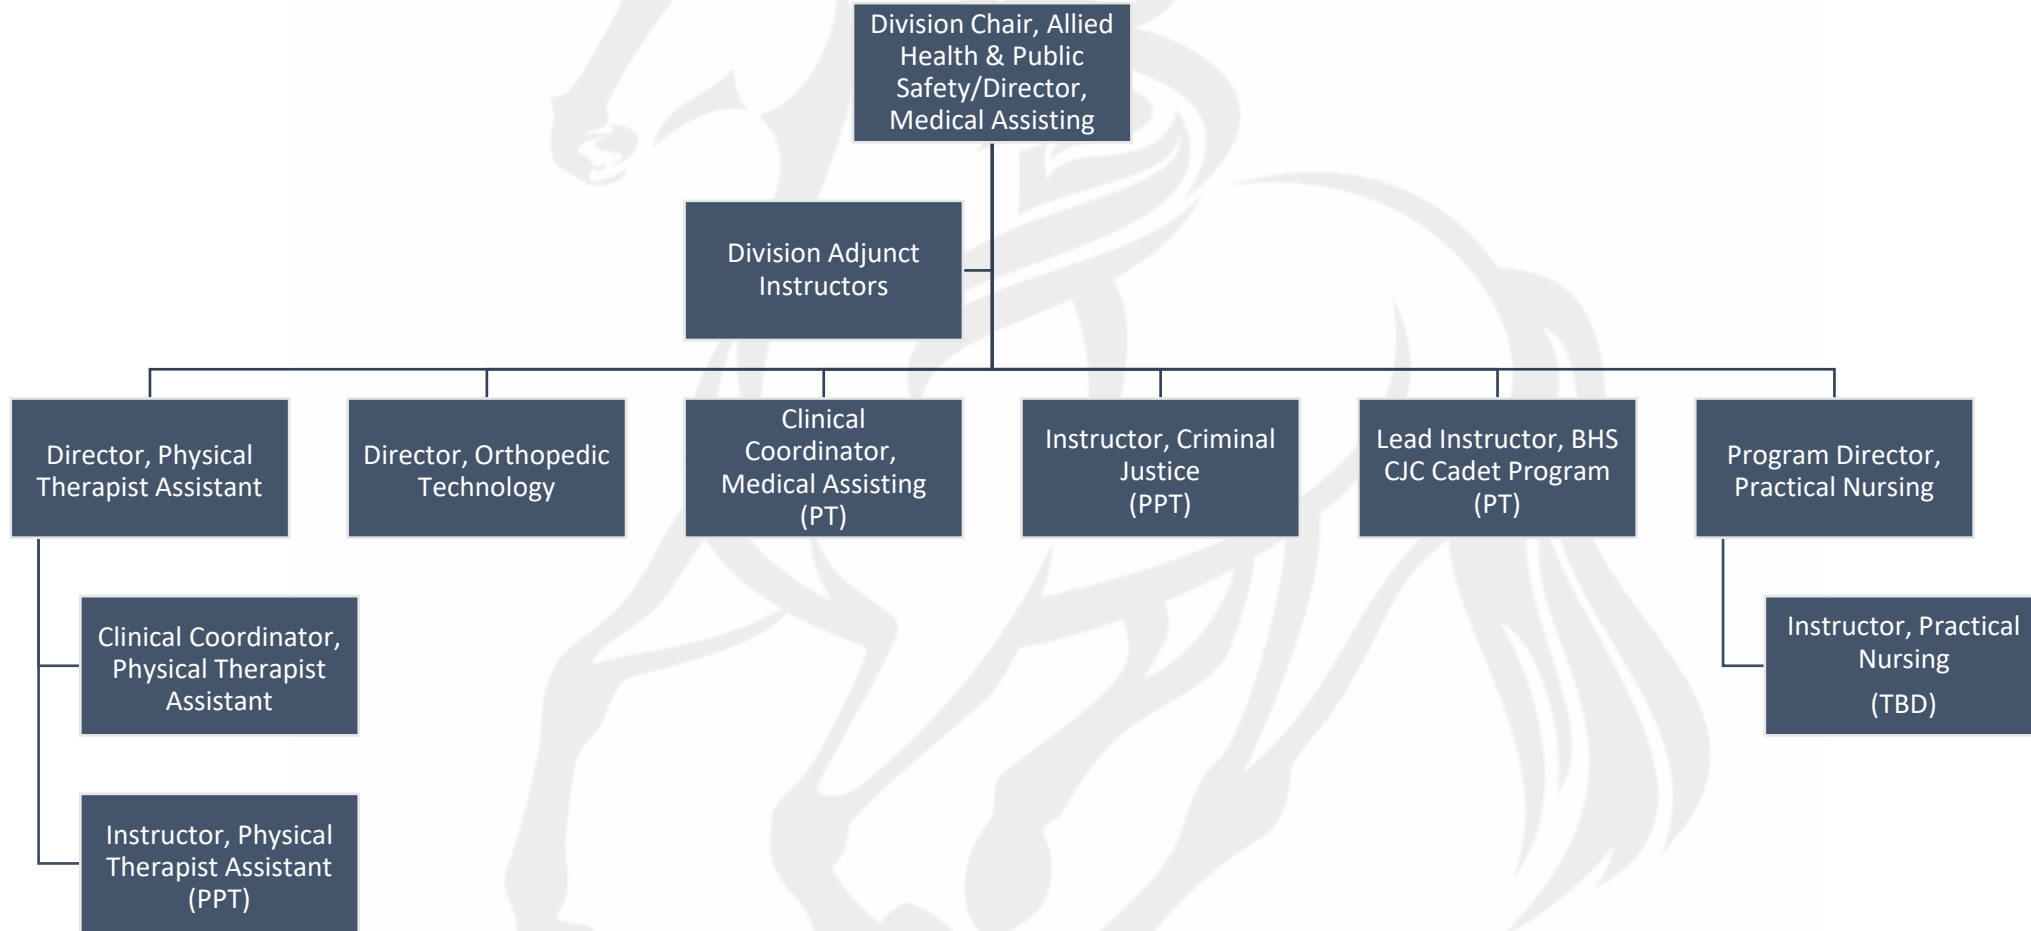 Division Chair, Allied
Health & Public
Safety/Director,
Medical Assisting
Division Adjunct
Instructors
Director, Physical
Therapist Assistant
Director, Orthopedic
Technology
Clinical
Coordinator,
Medical Assisting
(PT)
Instructor, Criminal
Justice
(PPT)
Lead Instructor, BHS
CJC Cadet Program
(PT)
Program Director,
Practical Nursing
Clinical Coordinator,
Physical Therapist
Assistant
Instructor, Practical
Nursing
(TBD)
Instructor, Physical
Therapist Assistant
(PPT)